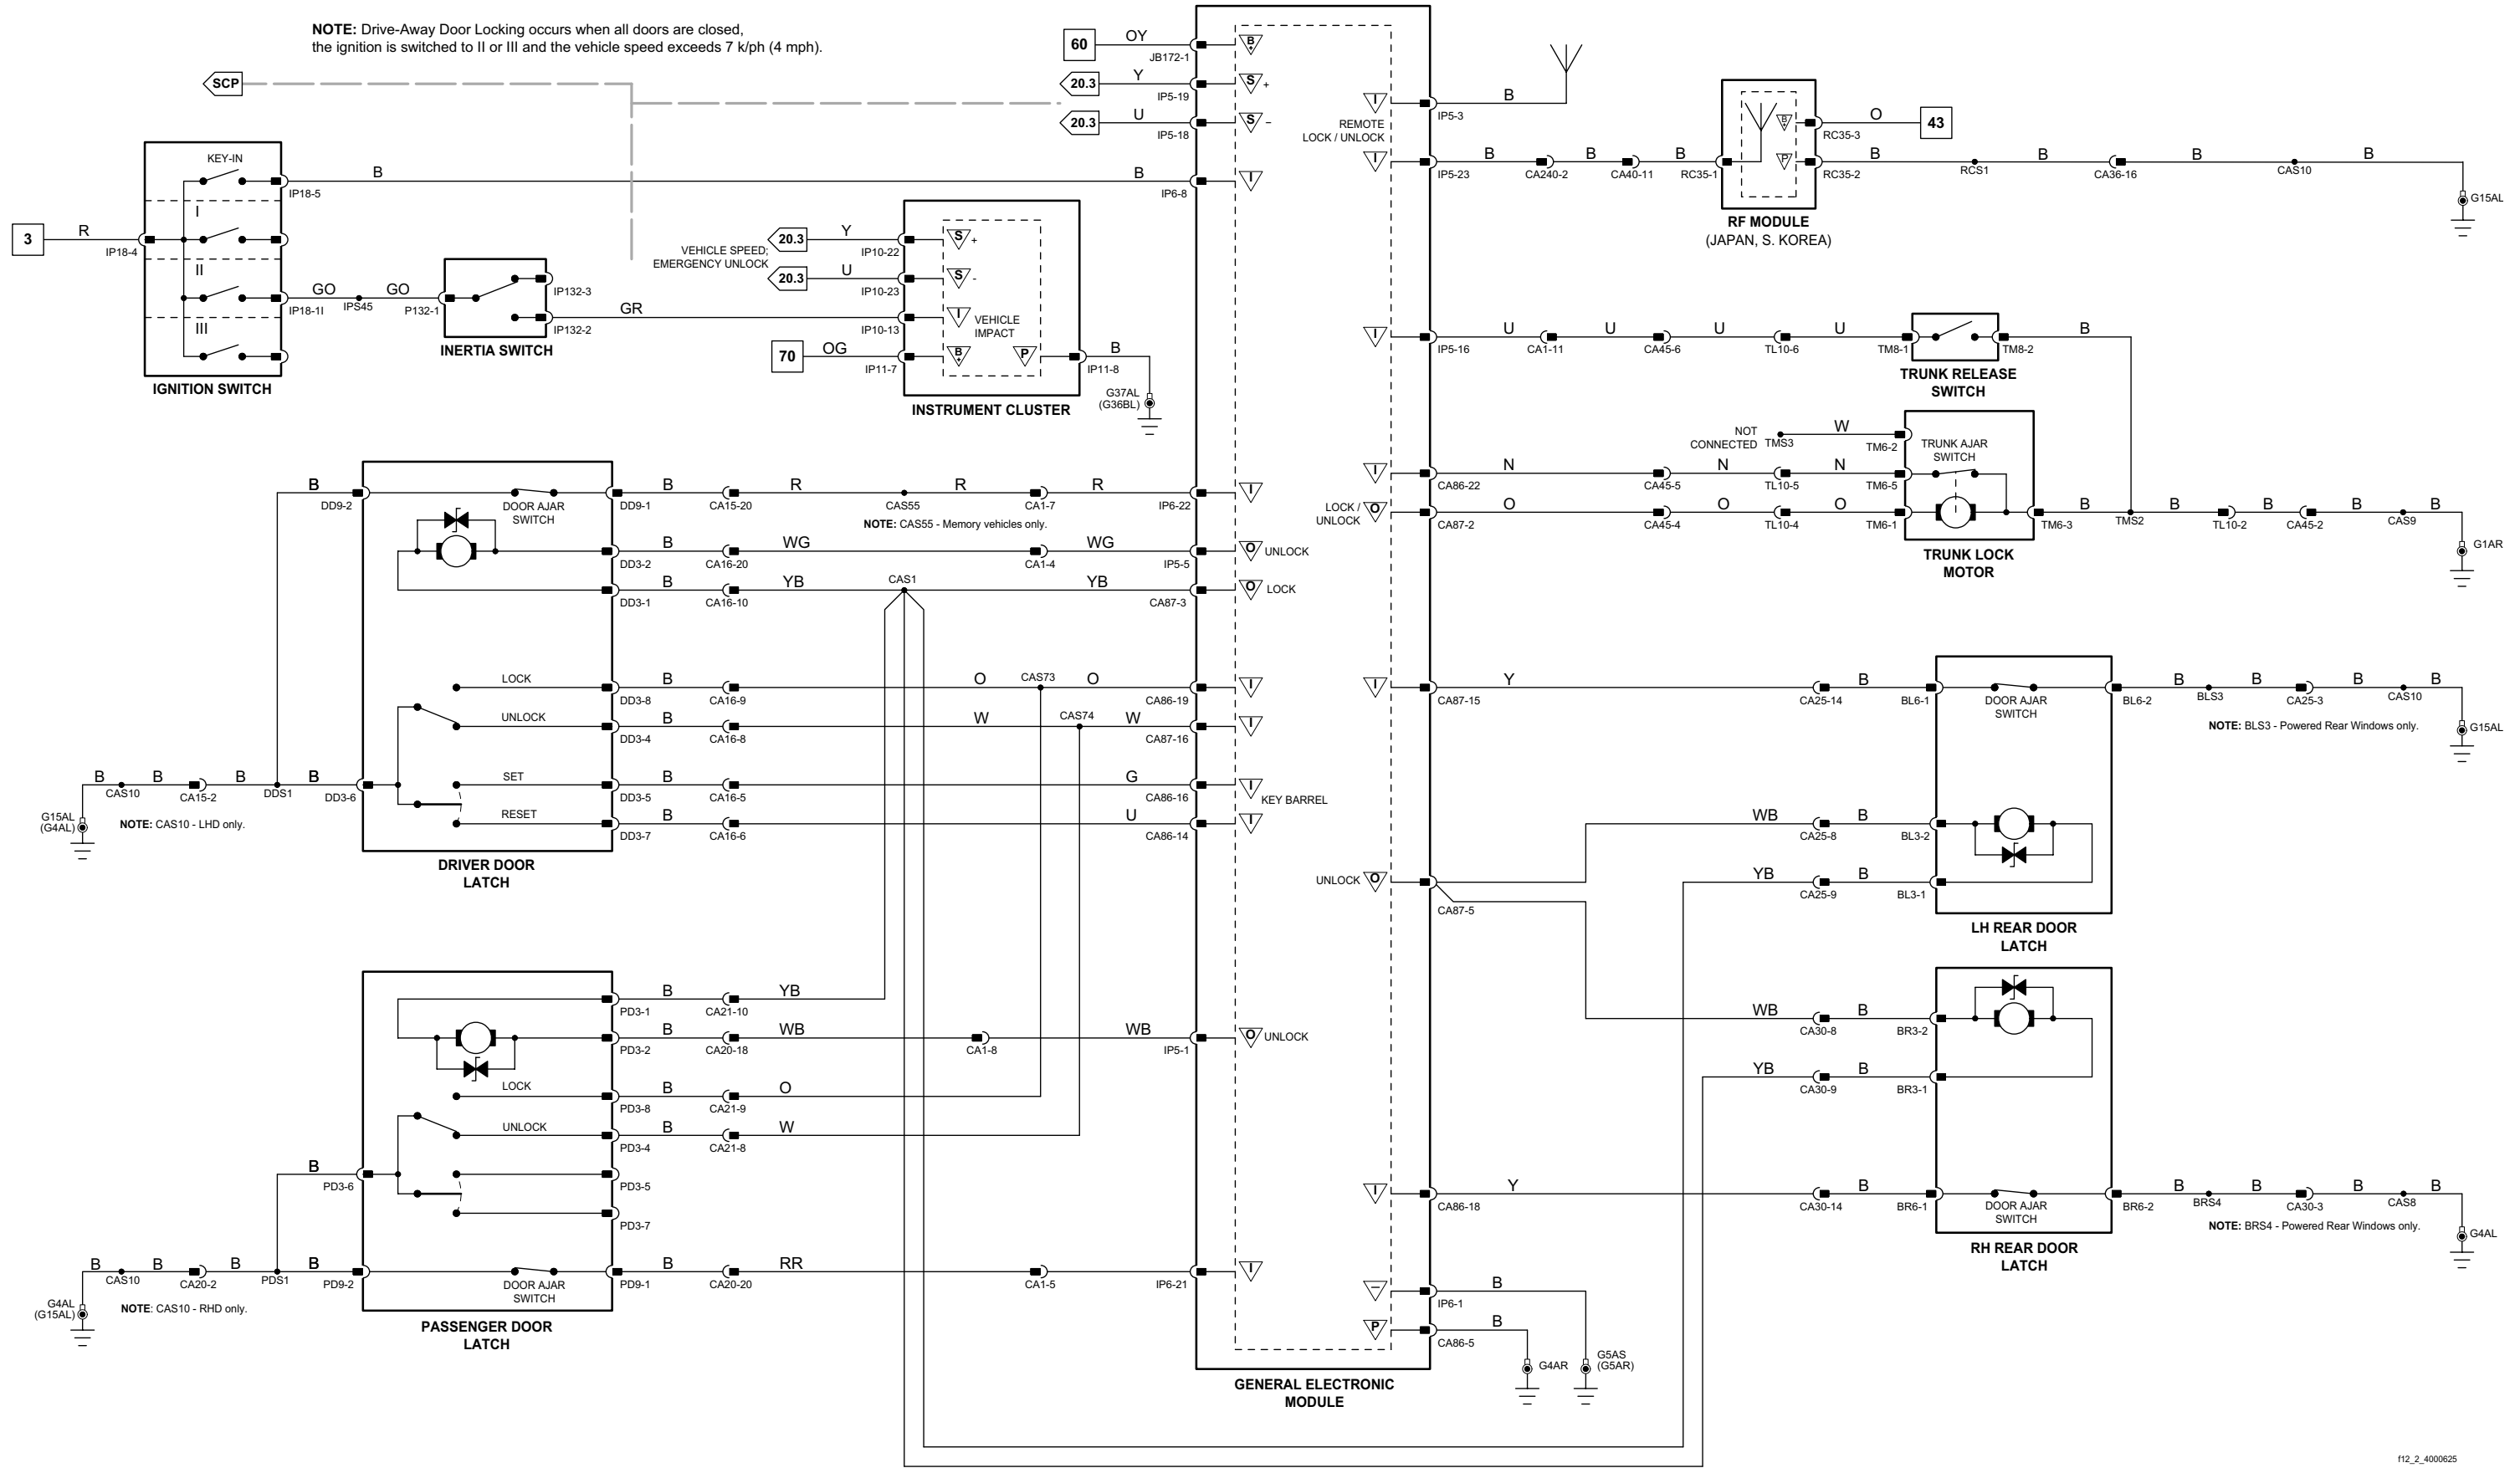 NOTE: Drive-Away Door Locking occurs when all doors are closed,
the ignition is switched to II or III and the vehicle speed exceeds 7 k/ph (4 mph).
SCP
60
OY
JB172-1
B
+
20.3
Y
IP5-19
S
+
20.3
U
IP5-18
S
–
KEY-IN
IP18-5
B
B
IP6-8
I
I
3
R
IP18-4
II
GO
GO
IP18-1I
IPS45
P132-1
III
IP132-3
GR
IP132-2
INERTIA SWITCH
IGNITION SWITCH
VEHICLE SPEED;
EMERGENCY UNLOCK
20.3
Y
IP10-22
S
+
20.3
U
IP10-23
S
-
IP10-13
I
VEHICLE
IMPACT
70
OG
IP11-7
B
+
P
B
IP11-8
G37AL
(G36BL)
INSTRUMENT CLUSTER
I
B
IP5-3
REMOTE
LOCK / UNLOCK
I
B
B
B
IP5-23
CA240-2
CA40-11
RC35-1
B
+
O
43
RC35-3
P
B
B
B
B
RC35-2
RCS1
CA36-16
CAS10
G15AL
RF MODULE
(JAPAN, S. KOREA)
I
U
U
U
U
B
IP5-16
CA1-11
CA45-6
TL10-6
TM8-1
TM8-2
TRUNK RELEASE
SWITCH
NOT
CONNECTED
TMS3
W
TM6-2
TRUNK AJAR
SWITCH
I
N
N
N
CA86-22
CA45-5
TL10-5
TM6-5
LOCK /
UNLOCK
O
O
O
O
CA87-2
CA45-4
TL10-4
TM6-1
TM6-3
B
B
B
B
TMS2
TL10-2
CA45-2
CAS9
G1AR
TRUNK LOCK
MOTOR
B
DD9-2
DOOR AJAR
SWITCH
DD9-1
B
CA15-20
R
CAS55
R
CA1-7
R
IP6-22
I
NOTE: CAS55 - Memory vehicles only.
DD3-2
B
CA16-20
WG
CA1-4
WG
IP5-5
O
UNLOCK
DD3-1
B
CA16-10
YB
CAS1
YB
CA87-3
O
LOCK
LOCK
DD3-8
B
CA16-9
O
CAS73
O
CA86-19
I
UNLOCK
DD3-4
B
CA16-8
W
CAS74
W
CA87-16
I
B
CAS10
B
CA15-2
B
DDS1
B
DD3-6
SET
DD3-5
B
CA16-5
G
CA86-16
I
KEY BARREL
RESET
DD3-7
B
CA16-6
U
CA86-14
I
G15AL
(G4AL)
NOTE: CAS10 - LHD only.
DRIVER DOOR
LATCH
I
CA87-15
Y
CA25-14
B
BL6-1
DOOR AJAR
SWITCH
BL6-2
B
BLS3
B
CA25-3
B
CAS10
B
G15AL
NOTE: BLS3 - Powered Rear Windows only.
WB
CA25-8
B
BL3-2
UNLOCK
O
CA87-5
YB
CA25-9
B
BL3-1
LH REAR DOOR
LATCH
PD3-1
B
CA21-10
YB
PD3-2
B
CA20-18
WB
CA1-8
WB
IP5-1
O
UNLOCK
LOCK
PD3-8
B
CA21-9
O
UNLOCK
PD3-4
B
CA21-8
W
B
PD3-6
PD3-5
PD3-7
B
CAS10
B
CA20-2
B
PDS1
B
PD9-2
DOOR AJAR
SWITCH
PD9-1
B
CA20-20
RR
CA1-5
IP6-21
I
G4AL
(G15AL)
NOTE: CAS10 - RHD only.
PASSENGER DOOR
LATCH
WB
CA30-8
B
BR3-2
YB
CA30-9
B
BR3-1
I
CA86-18
Y
CA30-14
B
BR6-1
DOOR AJAR
SWITCH
BR6-2
B
BRS4
B
CA30-3
B
CAS8
B
G4AL
NOTE: BRS4 - Powered Rear Windows only.
RH REAR DOOR
LATCH
–
IP6-1
B
P
CA86-5
B
G4AR
G5AS
(G5AR)
GENERAL ELECTRONIC
MODULE
f12_2_4000625